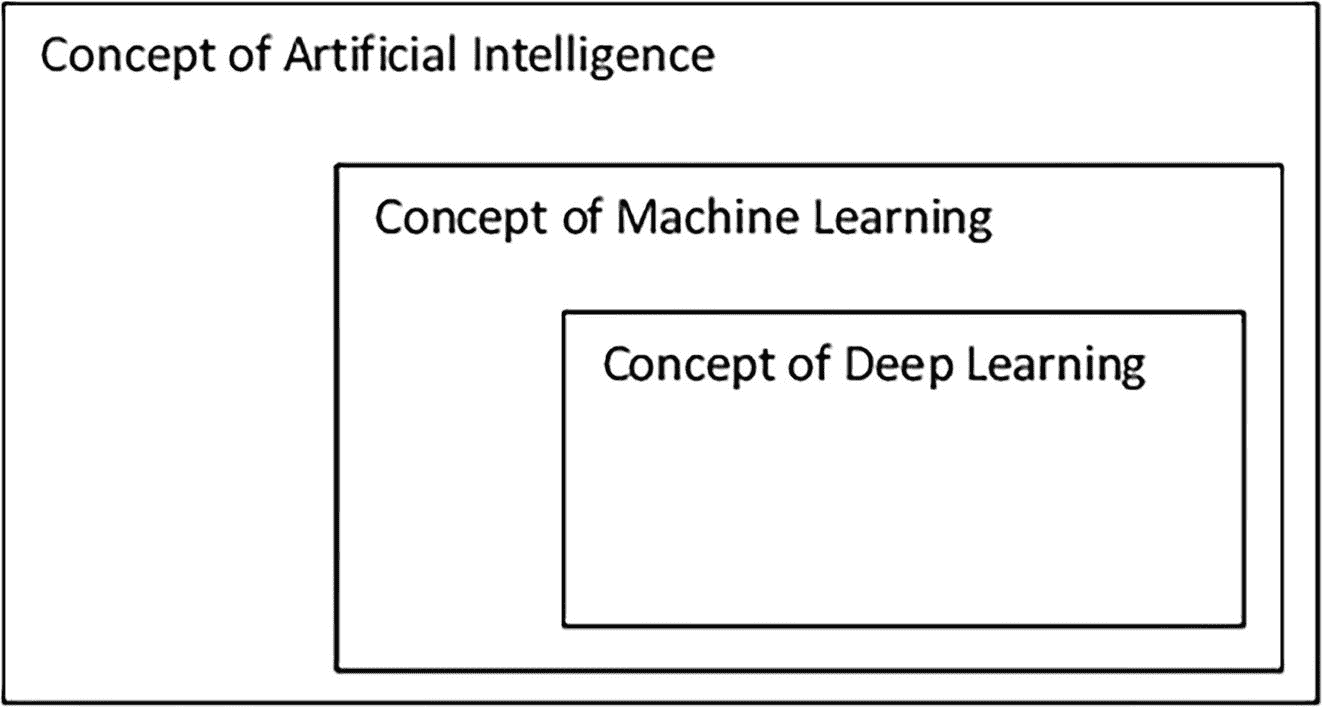 Concept of Artificial Intelligence
Concept of Machine Learning
Concept of Deep Learning